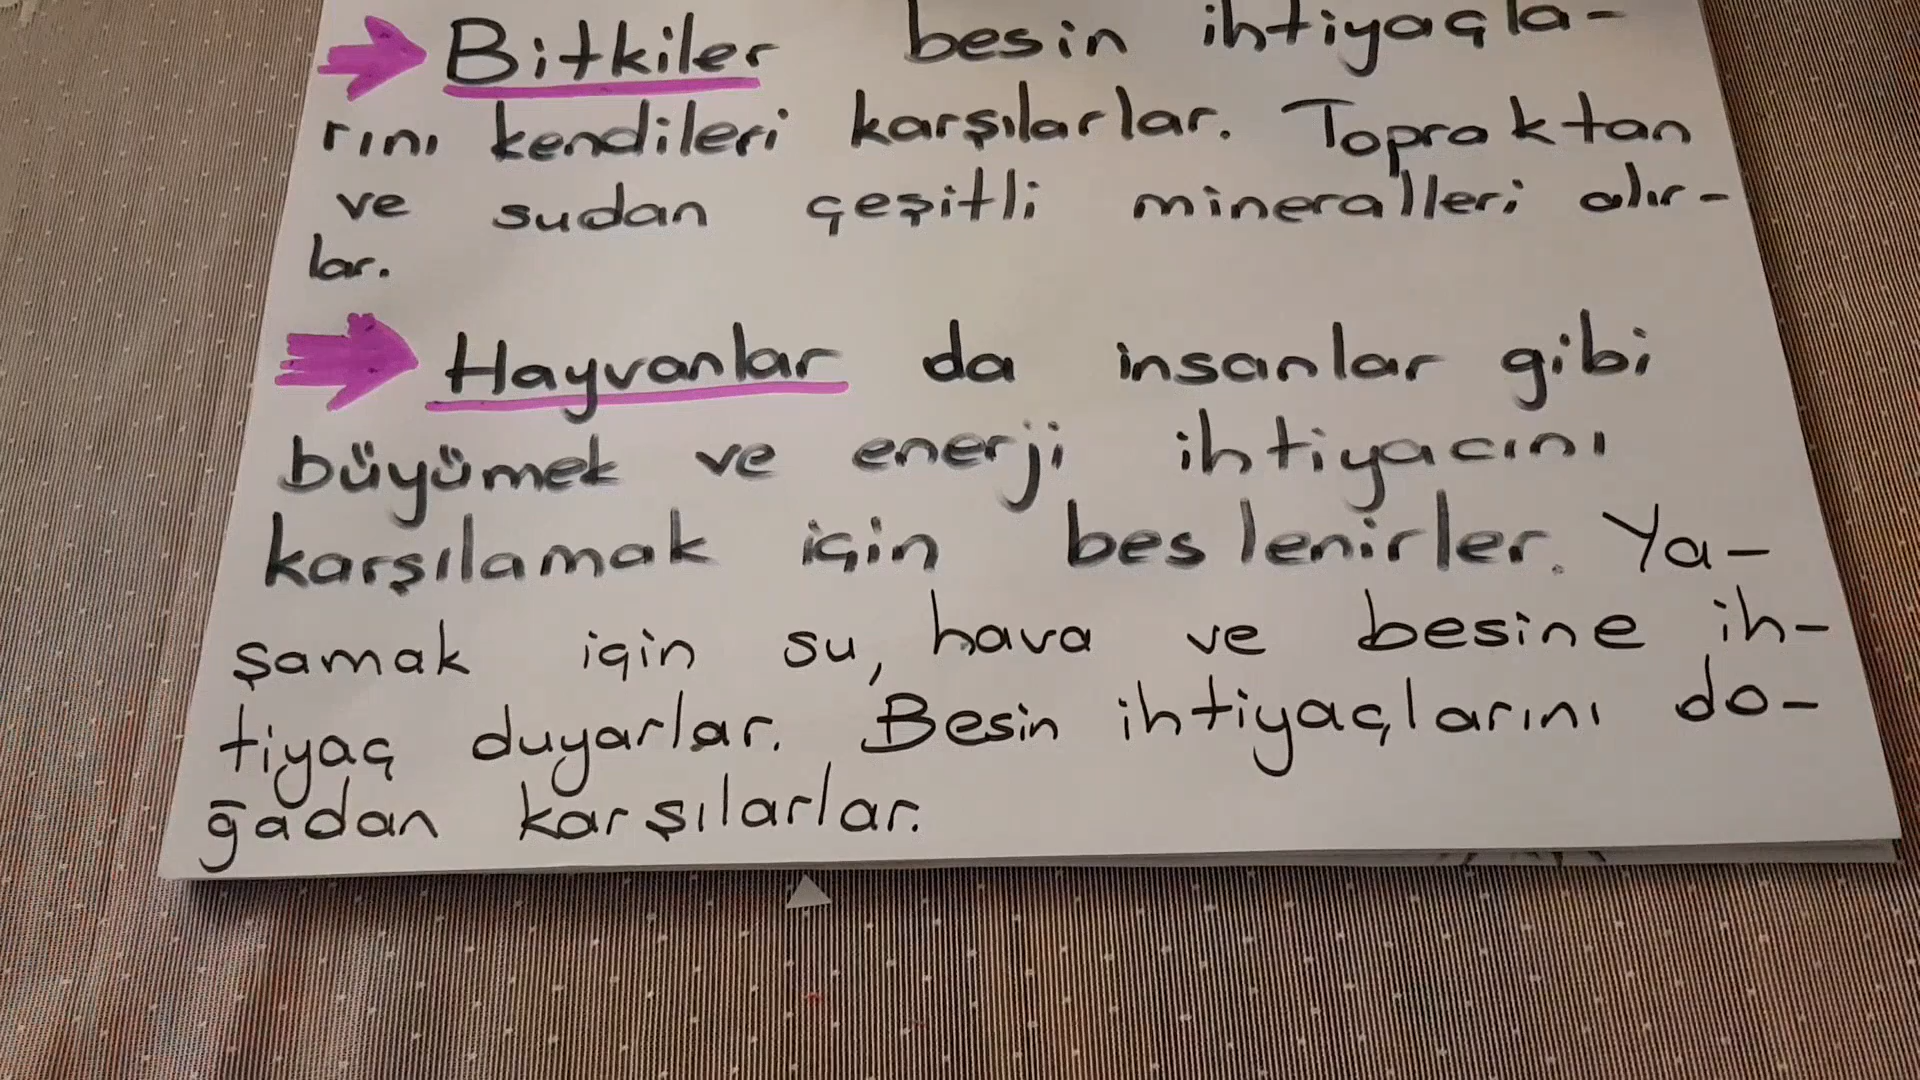 Bitkiler besin ihtiyaçla-
rını kendileri karşılarlar. Topraktan
ve sudan çeşitli mineralleri alır-
lar.
Hayvanlar da insanlar gibi
büyümek ve enerji ihtiyacını
karşılamak için beslenirler. Ya-
şamak için su, hava ve besine ih-
tiyaç duyarlar. Besin ihtiyaçlarını do-
ğadan karşılarlar.